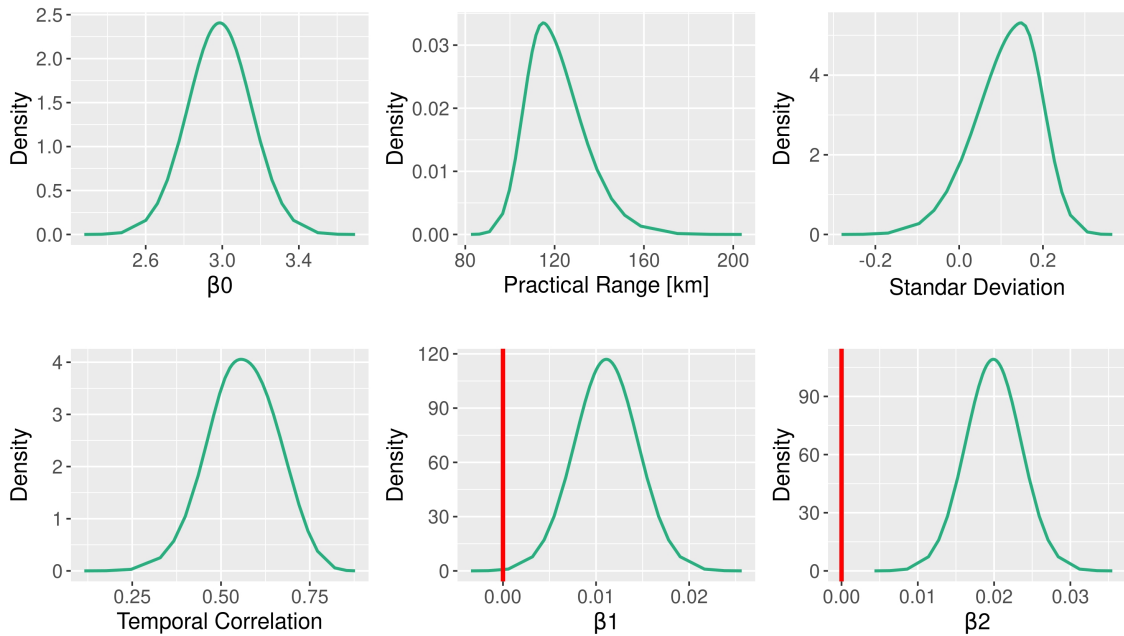 Density
2.5
2.0
1.5
1.0
0.5
0.0
2.6 3.0 3.4
β0
Density
0.03
0.02
0.01
0.00
80 120 160 200
Practical Range [km]
Density
4
2
0
-0.2 0.0 0.2
Standar Deviation
Density
4
3
2
1
0
0.25 0.50 0.75
Temporal Correlation
Density
120
90
60
30
0
0.00 0.01 0.02
β1
Density
90
60
30
0
0.00 0.01 0.02 0.03
β2